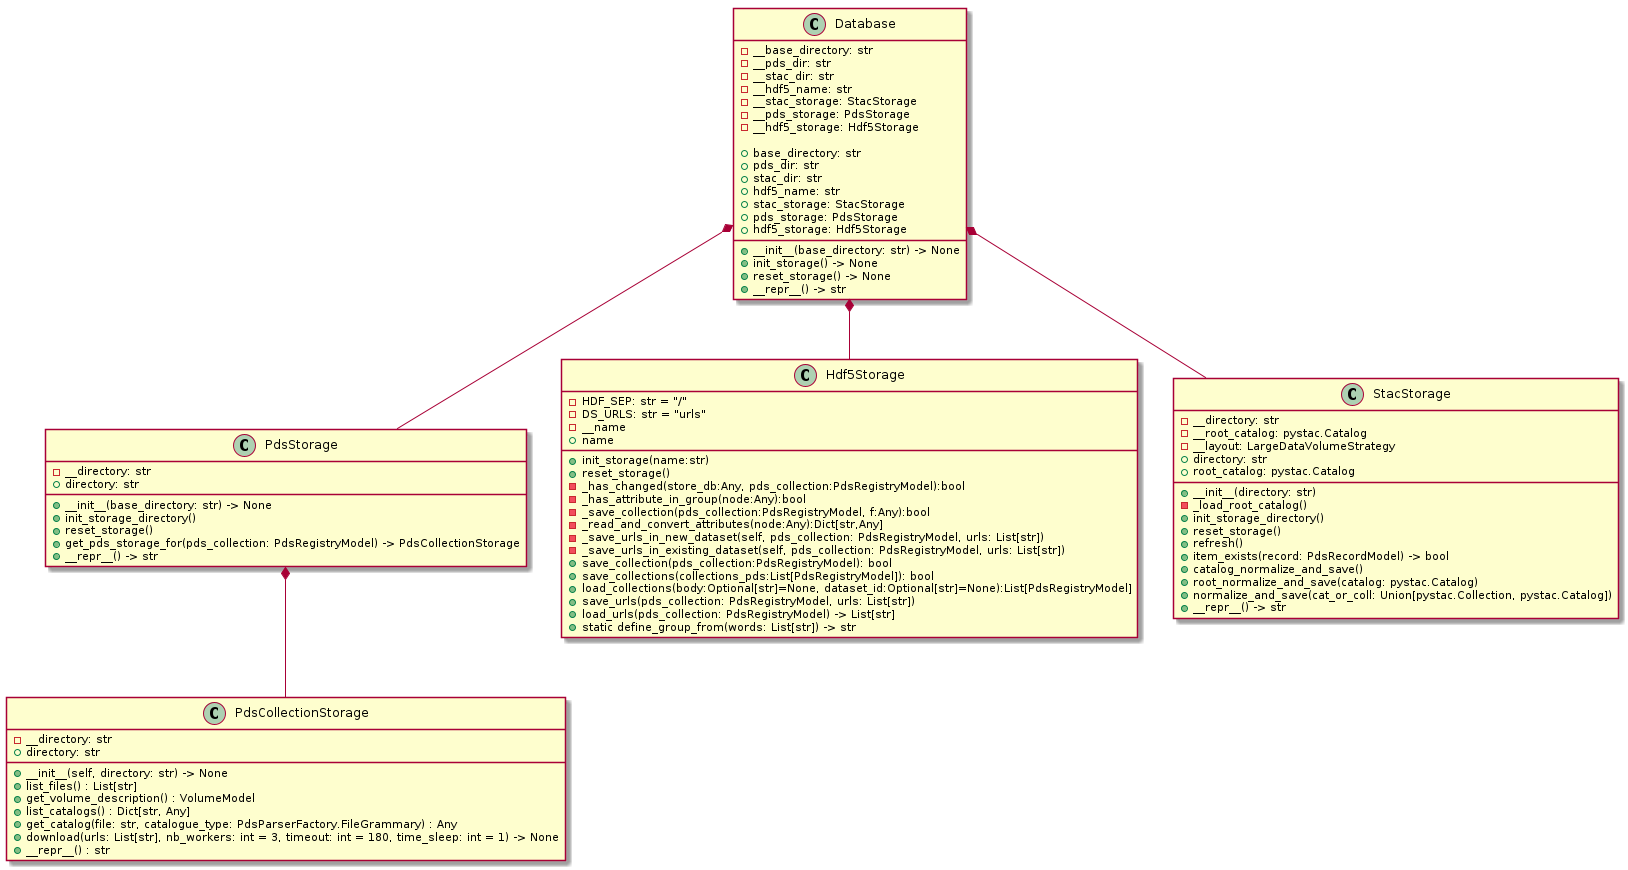 C Database
__base_directory: str
__pds_dir: str
__stac_dir: str
__hdf5_name: str
__stac_storage: StacStorage
__pds_storage: PdsStorage
__hdf5_storage: Hdf5Storage
base_directory: str
pds_dir: str
stac_dir: str
hdf5_name: str
stac_storage: StacStorage
pds_storage: PdsStorage
hdf5_storage: Hdf5Storage
__init__(base_directory: str) -> None
init_storage() -> None
reset_storage() -> None
__repr__() -> str
C PdsStorage
__directory: str
directory: str
__init__(base_directory: str) -> None
init_storage_directory()
reset_storage()
get_pds_storage_for(pds_collection: PdsRegistryModel) -> PdsCollectionStorage
__repr__() -> str
C Hdf5Storage
HDF_SEP: str = "/"
DS_URLS: str = "urls"
__name
name
init_storage(name:str)
reset_storage()
_has_changed(store_db:Any, pds_collection:PdsRegistryModel):bool
_has_attribute_in_group(node:Any):bool
_save_collection(pds_collection:PdsRegistryModel, f:Any):bool
_read_and_convert_attributes(node:Any):Dict[str,Any]
_save_urls_in_new_dataset(self, pds_collection: PdsRegistryModel, urls: List[str])
_save_urls_in_existing_dataset(self, pds_collection: PdsRegistryModel, urls: List[str])
save_collection(pds_collection:PdsRegistryModel): bool
save_collections(collections_pds:List[PdsRegistryModel]): bool
load_collections(body:Optional[str]=None, dataset_id:Optional[str]=None):List[PdsRegistryModel]
save_urls(pds_collection: PdsRegistryModel, urls: List[str])
load_urls(pds_collection: PdsRegistryModel) -> List[str]
static define_group_from(words: List[str]) -> str
C StacStorage
__directory: str
__root_catalog: pystac.Catalog
__layout: LargeDataVolumeStrategy
directory: str
root_catalog: pystac.Catalog
__init__(directory: str)
_load_root_catalog()
init_storage_directory()
reset_storage()
refresh()
item_exists(record: PdsRecordModel) -> bool
catalog_normalize_and_save()
root_normalize_and_save(catalog: pystac.Catalog)
normalize_and_save(cat_or_coll: Union[pystac.Collection, pystac.Catalog])
__repr__() -> str
C PdsCollectionStorage
__directory: str
directory: str
__init__(self, directory: str) -> None
list_files() : List[str]
get_volume_description() : VolumeModel
list_catalogs() : Dict[str, Any]
get_catalog(file: str, catalogue_type: PdsParserFactory.FileGrammary) : Any
download(urls: List[str], nb_workers: int = 3, timeout: int = 180, time_sleep: int = 1) -> None
__repr__() : str